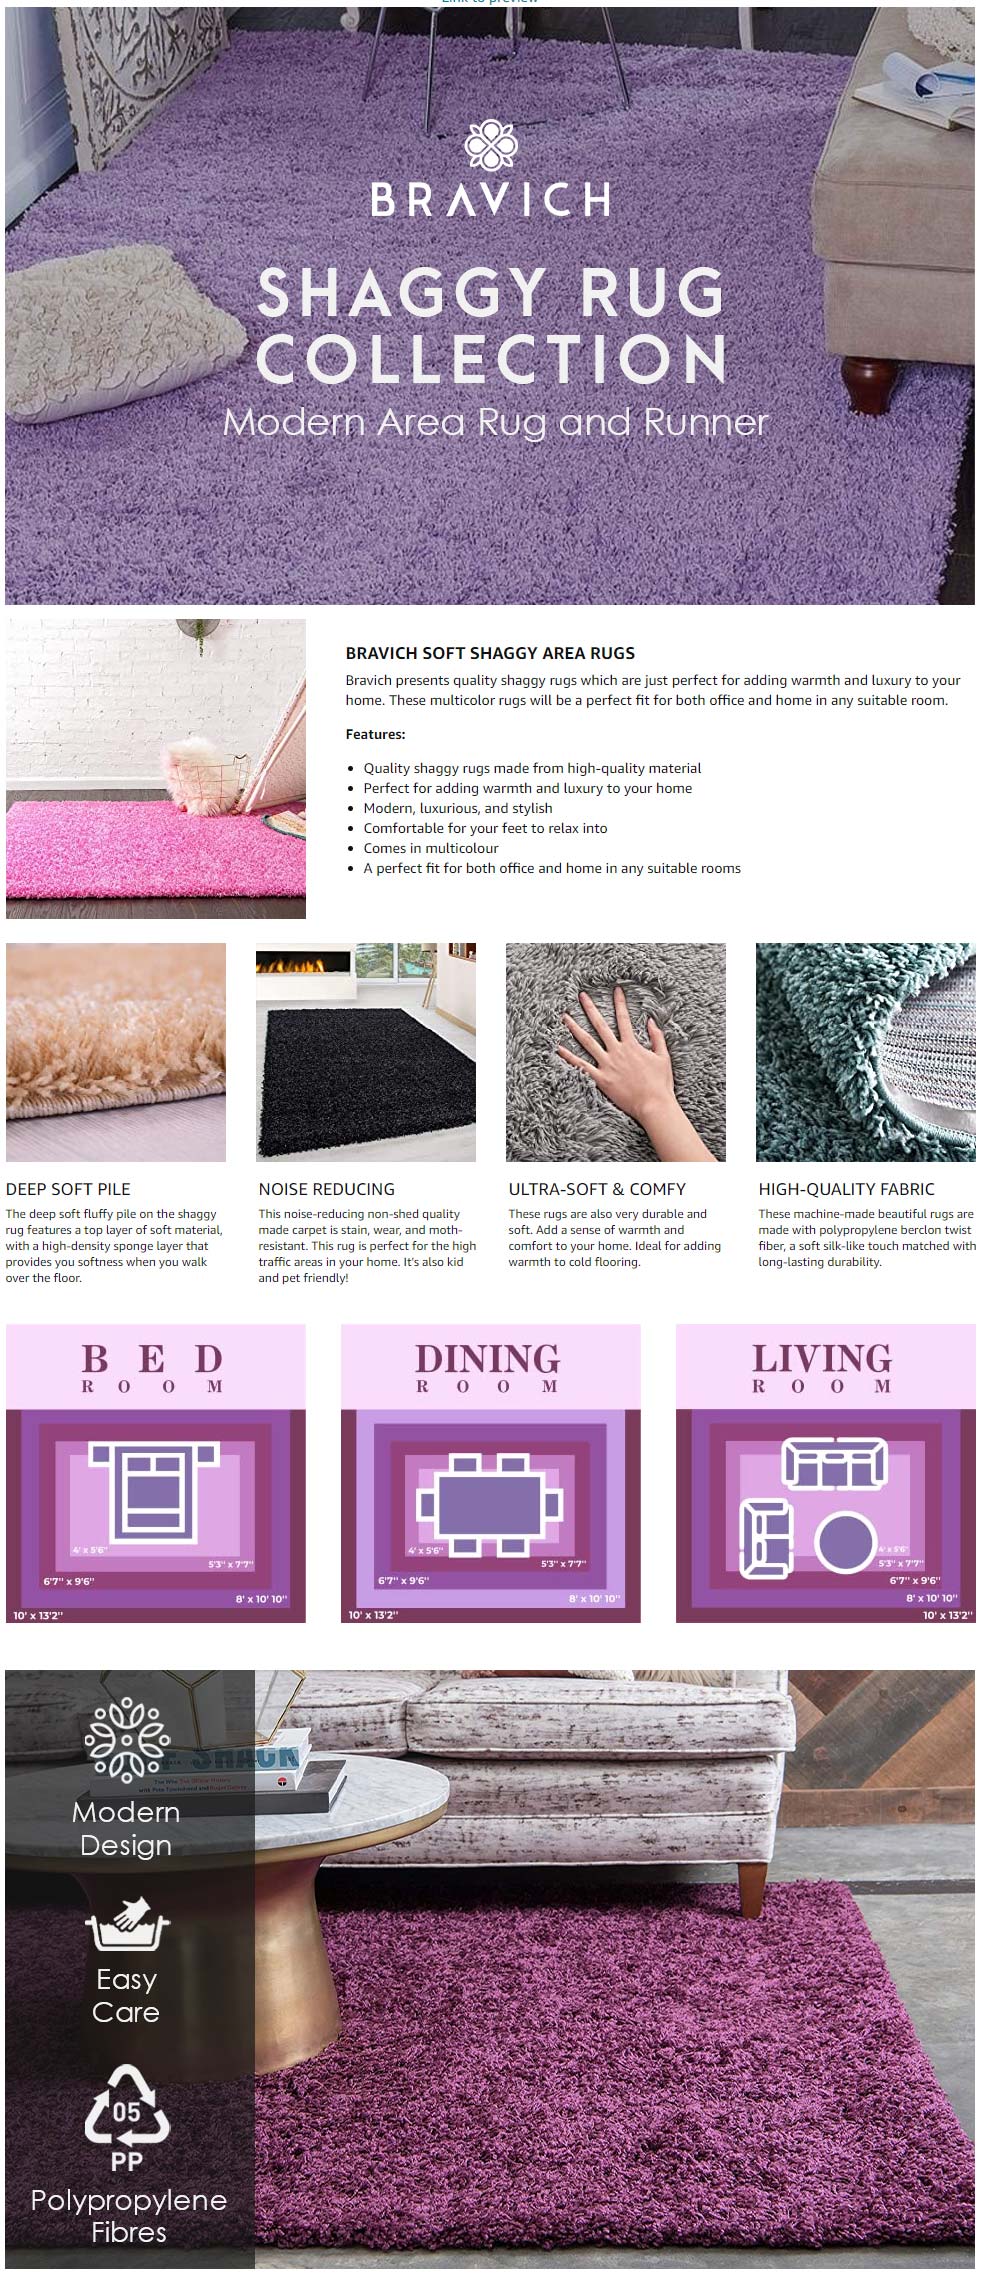 Link to preview
BRAVICH
SHAGGY RUG
COLLECTION
Modern Area Rug and Runner
BRAVICH SOFT SHAGGY AREA RUGS
Bravich presents quality shaggy rugs which are just perfect for adding warmth and luxury to your
home. These multicolor rugs will be a perfect fit for both office and home in any suitable room.
Features:
• Quality shaggy rugs made from high-quality material
• Perfect for adding warmth and luxury to your home
• Modern, luxurious, and stylish
• Comfortable for your feet to relax into
• Comes in multicolour
• A perfect fit for both office and home in any suitable rooms
DEEP SOFT PILE
The deep soft fluffy pile on the shaggy
rug features a top layer of soft material,
with a high-density sponge layer that
provides you softness when you walk
over the floor.
NOISE REDUCING
This noise-reducing non-shed quality
made carpet is stain, wear, and moth-
resistant. This rug is perfect for the high
traffic areas in your home. It's also kid
and pet friendly!
ULTRA-SOFT & COMFY
These rugs are also very durable and
soft. Add a sense of warmth and
comfort to your home. Ideal for adding
warmth to cold flooring.
HIGH-QUALITY FABRIC
These machine-made beautiful rugs are
made with polypropylene berclon twist
fiber, a soft silk-like touch matched with
long-lasting durability.
BED
ROOM
4' x 5'6"
5'3" x 7'7"
6'7" x 9'6"
8' x 10' 10"
10' x 13'2"
DINING
ROOM
4' x 5'6"
5'3" x 7'7"
6'7" x 9'6"
8' x 10' 10"
10' x 13'2"
LIVING
ROOM
4' x 5'6"
5'3" x 7'7"
6'7" x 9'6"
8' x 10' 10"
10' x 13'2"
SHACK
Modern
Design
Easy
Care
05
PP
Polypropylene
Fibres